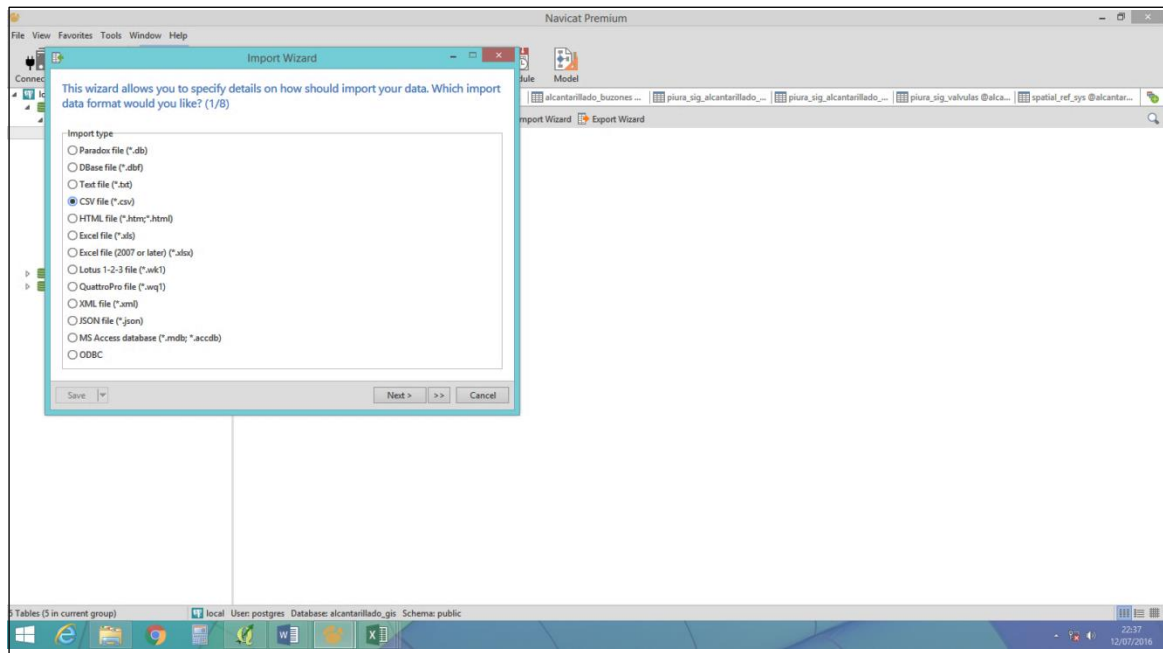 Navicat Premium
File View Favorites Tools Window Help
Import Wizard
Model
This wizard allows you to specify details on how should import your data. Which import
data format would you like? (1/8)
alcantarillado_buzones ... piura_sig_alcantarillado_... piura_sig_alcantarillado_... piura_sig_valvulas @alca... spatial_ref_sys @alcantar...
Export Wizard
Import type
Paradox file (*.db)
DBase file (*.dbf)
Text file (*.txt)
CSV file (*.csv)
HTML file (*.htm;*.html)
Excel file (*.xls)
Excel file (2007 or later) (*.xlsx)
Lotus 1-2-3 file (*.wk1)
QuattroPro file (*.wq1)
XML file (*.xml)
JSON file (*.json)
MS Access database (*.mdb; *.accdb)
ODBC
Save Next > >> Cancel
Tables (5 in current group) local User: postgres Database: alcantarillado_gis Schema: public
22:37
12/07/2016